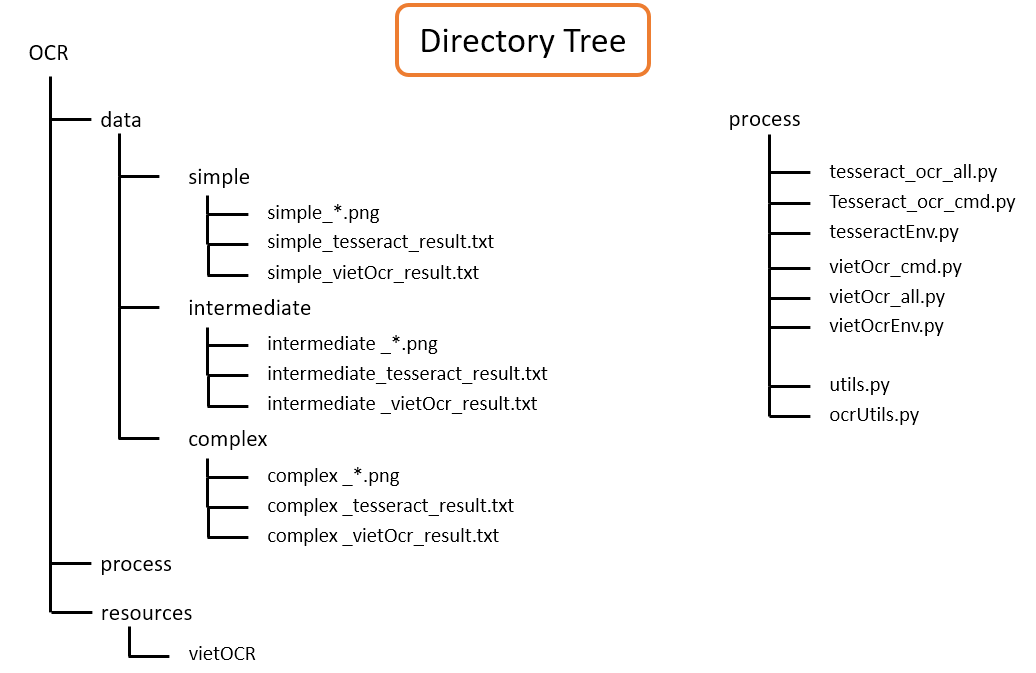 Directory Tree
OCR
data
simple
simple_*.png
simple_tesseract_result.txt
simple_vietOcr_result.txt
intermediate
intermediate _*.png
intermediate_tesseract_result.txt
intermediate _vietOcr_result.txt
complex
complex _*.png
complex _tesseract_result.txt
complex _vietOcr_result.txt
process
resources
vietOCR
process
tesseract_ocr_all.py
Tesseract_ocr_cmd.py
tesseractEnv.py
vietOcr_cmd.py
vietOcr_all.py
vietOcrEnv.py
utils.py
ocrUtils.py